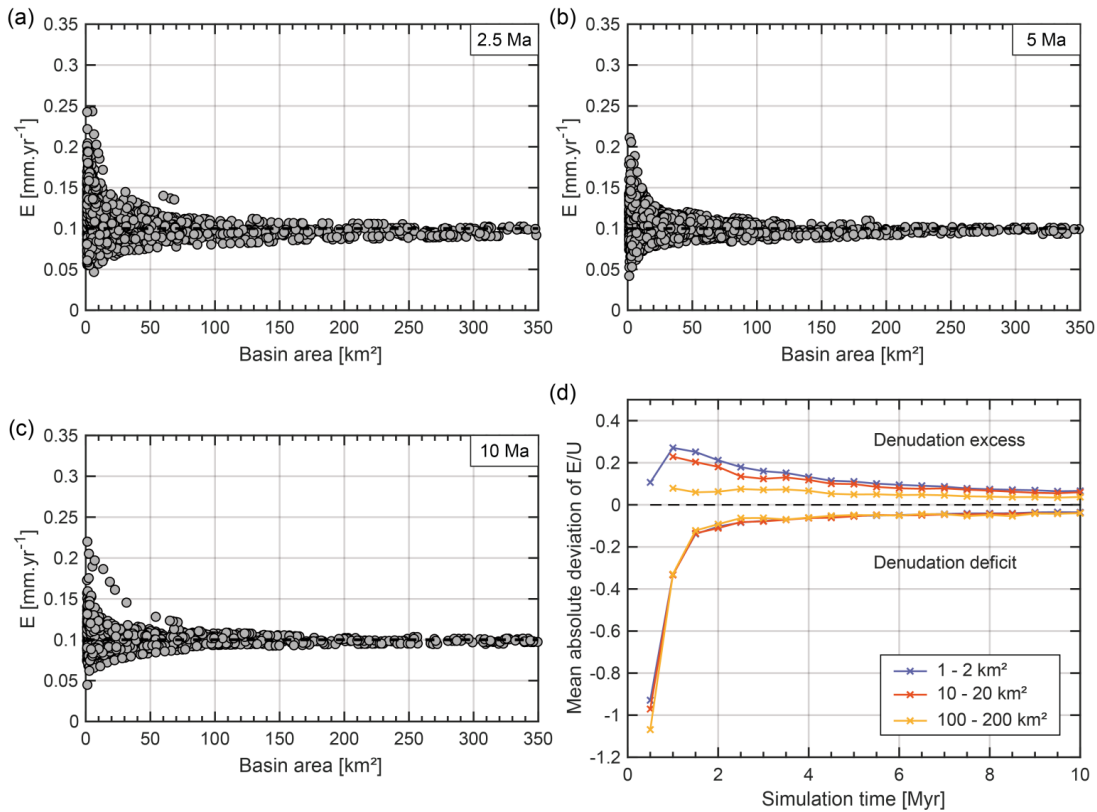 (a)
2.5 Ma
0.35
0.3
0.25
0.2
0.15
0.1
0.05
0
E [mm.yr⁻¹]
0 50 100 150 200 250 300 350
Basin area [km²]
(b)
5 Ma
0.35
0.3
0.25
0.2
0.15
0.1
0.05
0
E [mm.yr⁻¹]
0 50 100 150 200 250 300 350
Basin area [km²]
(c)
10 Ma
0.35
0.3
0.25
0.2
0.15
0.1
0.05
0
E [mm.yr⁻¹]
0 50 100 150 200 250 300 350
Basin area [km²]
(d)
0.4
0.2
0
-0.2
-0.4
-0.6
-0.8
-1
-1.2
Mean absolute deviation of E/U
Denudation excess
Denudation deficit
1 - 2 km²
10 - 20 km²
100 - 200 km²
0 2 4 6 8 10
Simulation time [Myr]